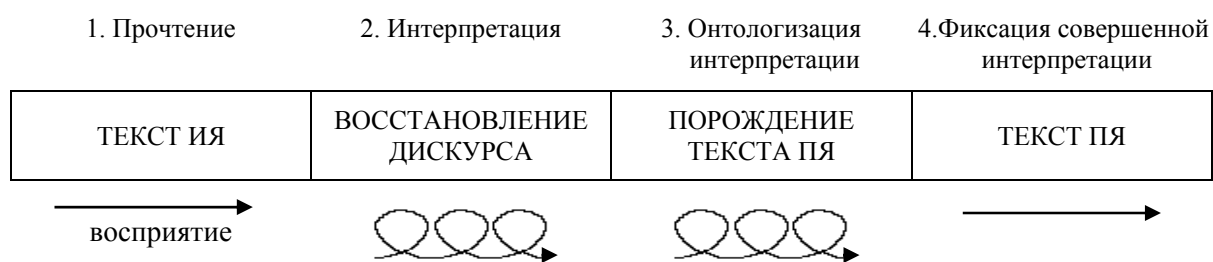 1. Прочтение
2. Интерпретация
3. Онтологизация
интерпретации
4.Фиксация совершенной
интерпретации
ТЕКСТ ИЯ
ВОССТАНОВЛЕНИЕ
ДИСКУРСА
ПОРОЖДЕНИЕ
ТЕКСТА ПЯ
ТЕКСТ ПЯ
восприятие